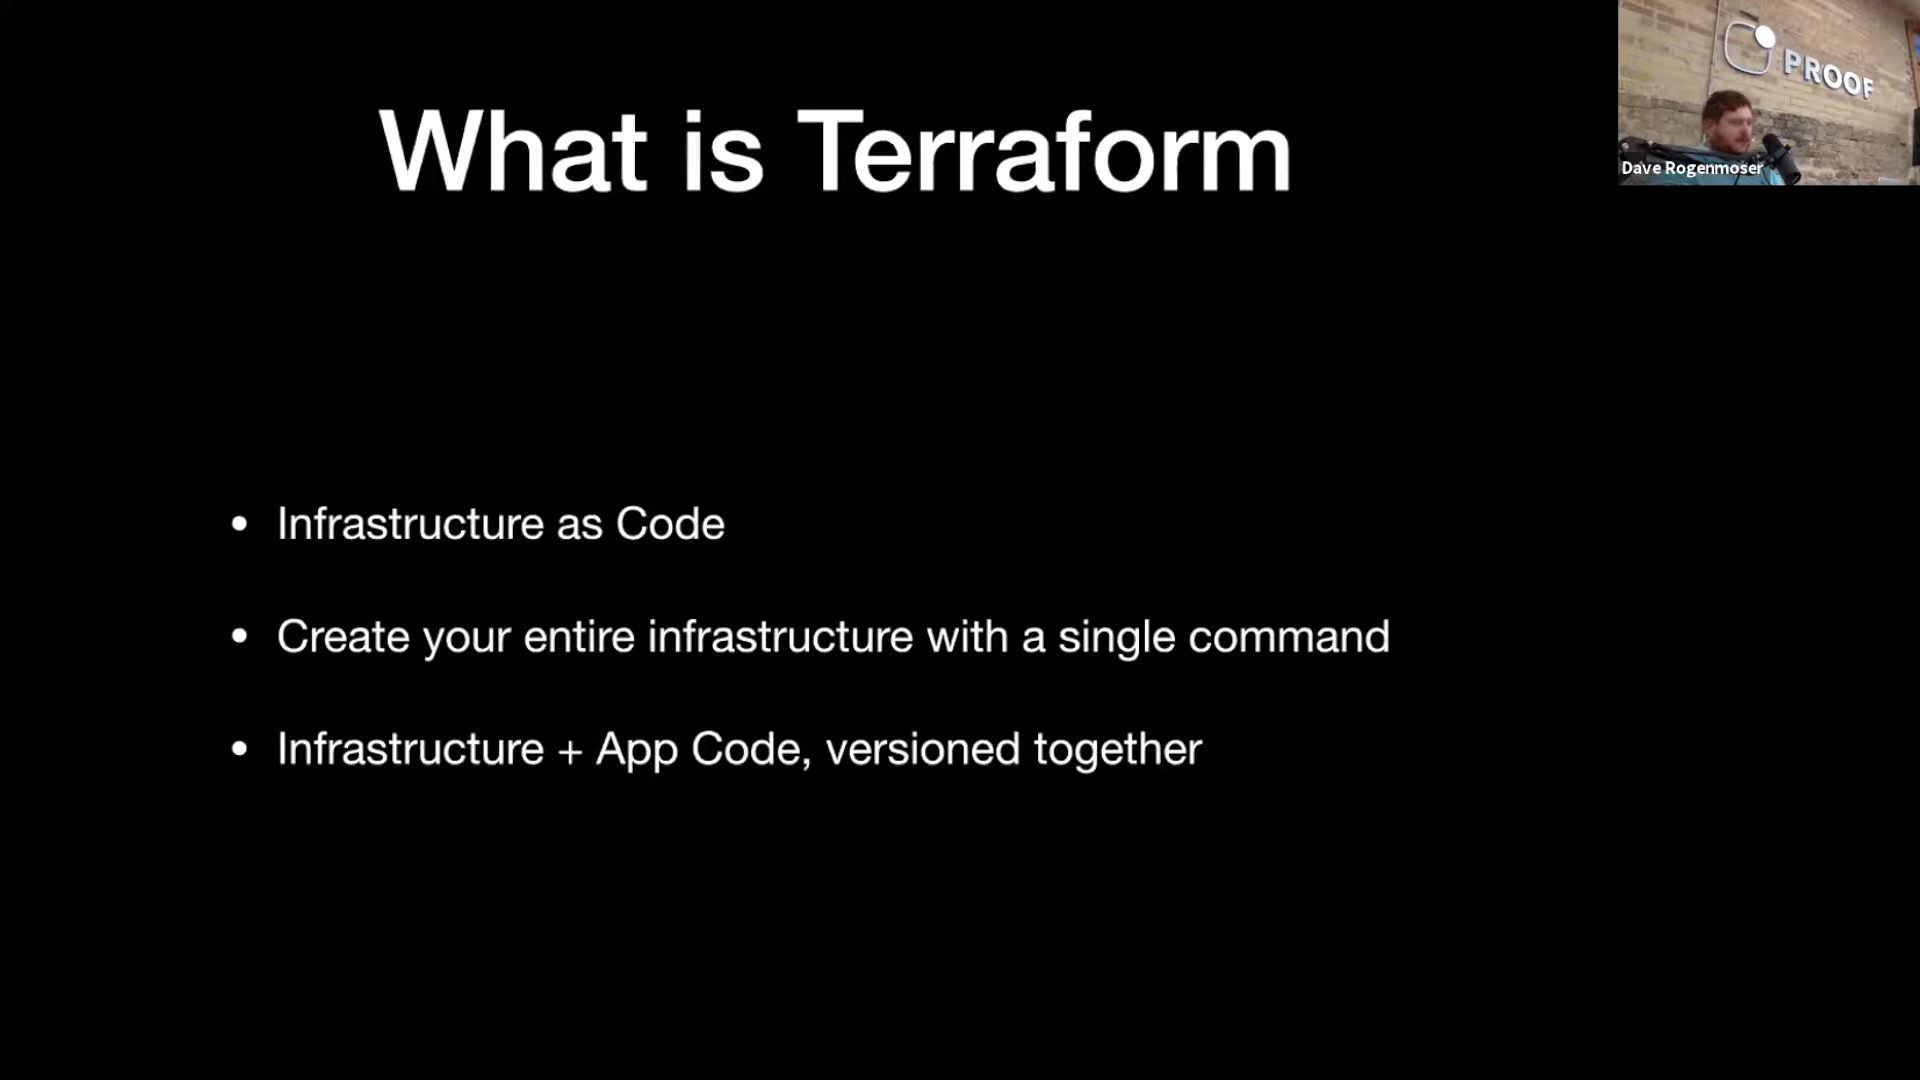 What is Terraform
PROOF
Dave Rogenmoser
• Infrastructure as Code
• Create your entire infrastructure with a single command
• Infrastructure + App Code, versioned together